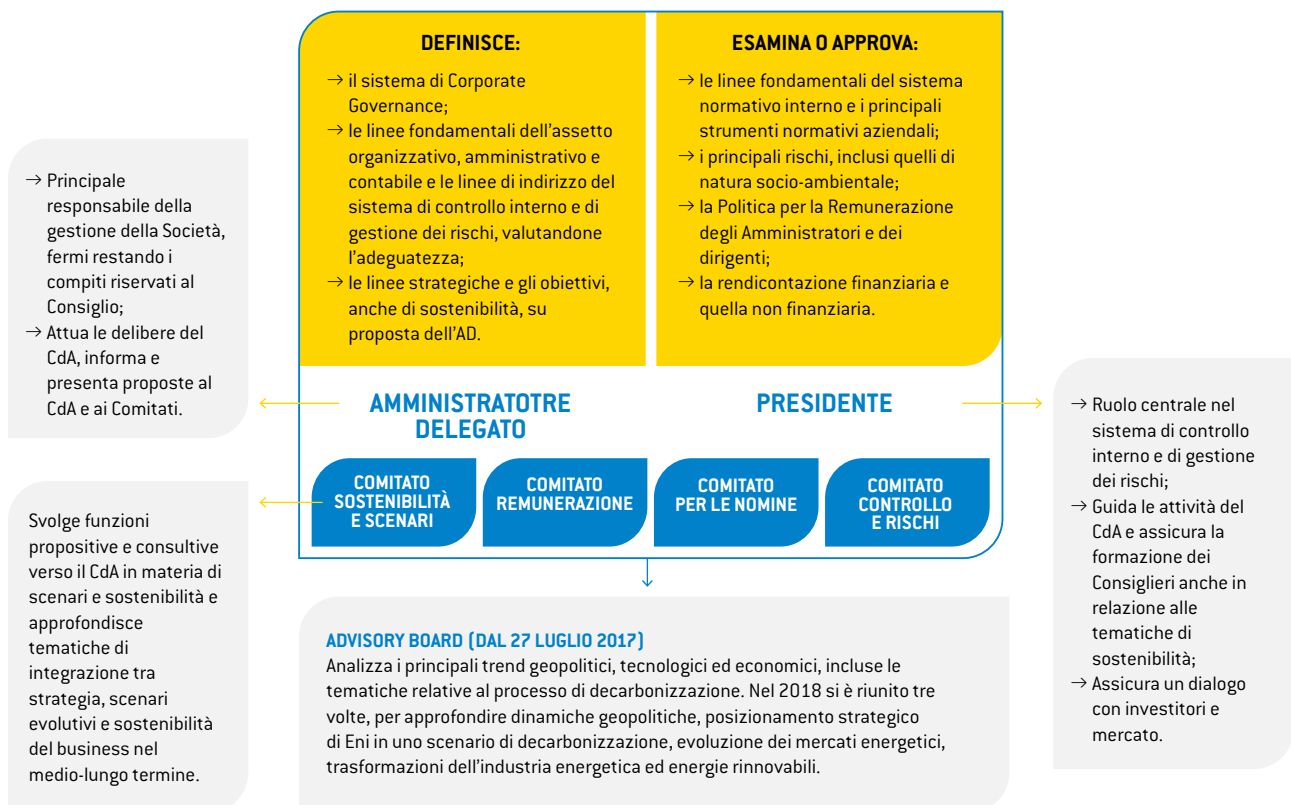 DEFINISCE:
→ il sistema di Corporate
Governance;
→ le linee fondamentali dell’assetto
organizzativo, amministrativo e
contabile e le linee di indirizzo del
sistema di controllo interno e di
gestione dei rischi, valutandone
l’adeguatezza;
→ le linee strategiche e gli obiettivi,
anche di sostenibilità, su
proposta dell’AD.
ESAMINA O APPROVA:
→ le linee fondamentali del sistema
normativo interno e i principali
strumenti normativi aziendali;
→ i principali rischi, inclusi quelli di
natura socio-ambientale;
→ la Politica per la Remunerazione
degli Amministratori e dei
dirigenti;
→ la rendicontazione finanziaria e
quella non finanziaria.
→ Principale
responsabile della
gestione della Società,
fermi restando i
compiti riservati al
Consiglio;
→ Attua le delibere del
CdA, informa e
presenta proposte al
CdA e ai Comitati.
AMMINISTRATOTRE
DELEGATO
PRESIDENTE
→ Ruolo centrale nel
sistema di controllo
interno e di gestione
dei rischi;
→ Guida le attività del
CdA e assicura la
formazione dei
Consiglieri anche in
relazione alle
tematiche di
sostenibilità;
→ Assicura un dialogo
con investitori e
mercato.
COMITATO
SOSTENIBILITÀ
E SCENARI
COMITATO
REMUNERAZIONE
COMITATO
PER LE NOMINE
COMITATO
CONTROLLO
E RISCHI
Svolge funzioni
propositive e consultive
verso il CdA in materia di
scenari e sostenibilità e
approfondisce
tematiche di
integrazione tra
strategia, scenari
evolutivi e sostenibilità
del business nel
medio-lungo termine.
ADVISORY BOARD (DAL 27 LUGLIO 2017)
Analizza i principali trend geopolitici, tecnologici ed economici, incluse le
tematiche relative al processo di decarbonizzazione. Nel 2018 si è riunito tre
volte, per approfondire dinamiche geopolitiche, posizionamento strategico
di Eni in uno scenario di decarbonizzazione, evoluzione dei mercati energetici,
trasformazioni dell’industria energetica ed energie rinnovabili.